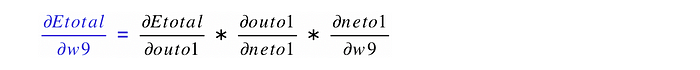 ∂Etotal/∂w9 = ∂Etotal/∂outo1 * ∂outo1/∂neto1 * ∂neto1/∂w9